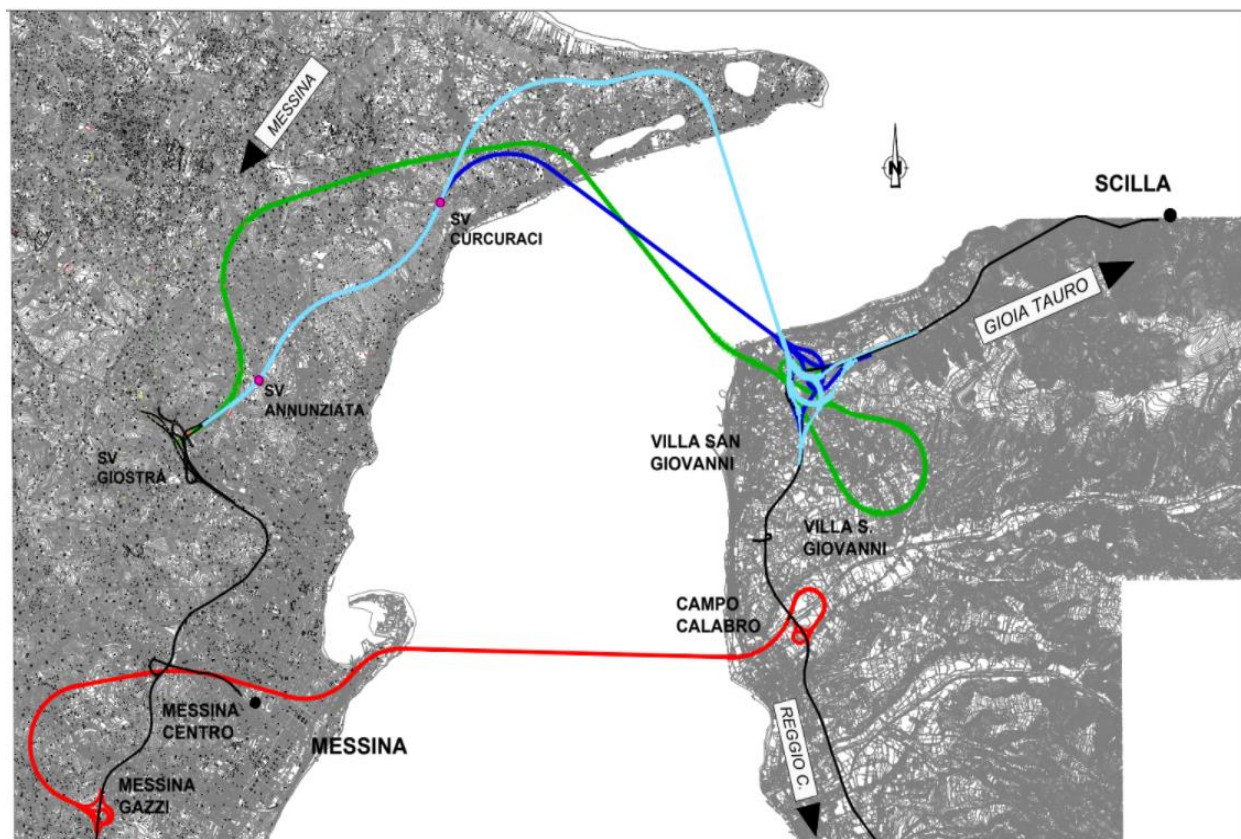 MESSINA
N
SCILLA
SV
CURCURACI
GIOIA TAURO
SV
ANNUNZIATA
SV
GIOSTRA
VILLA SAN
GIOVANNI
VILLA S.
GIOVANNI
CAMPO
CALABRO
MESSINA
CENTRO
MESSINA
REGGIO C.
MESSINA
GAZZI